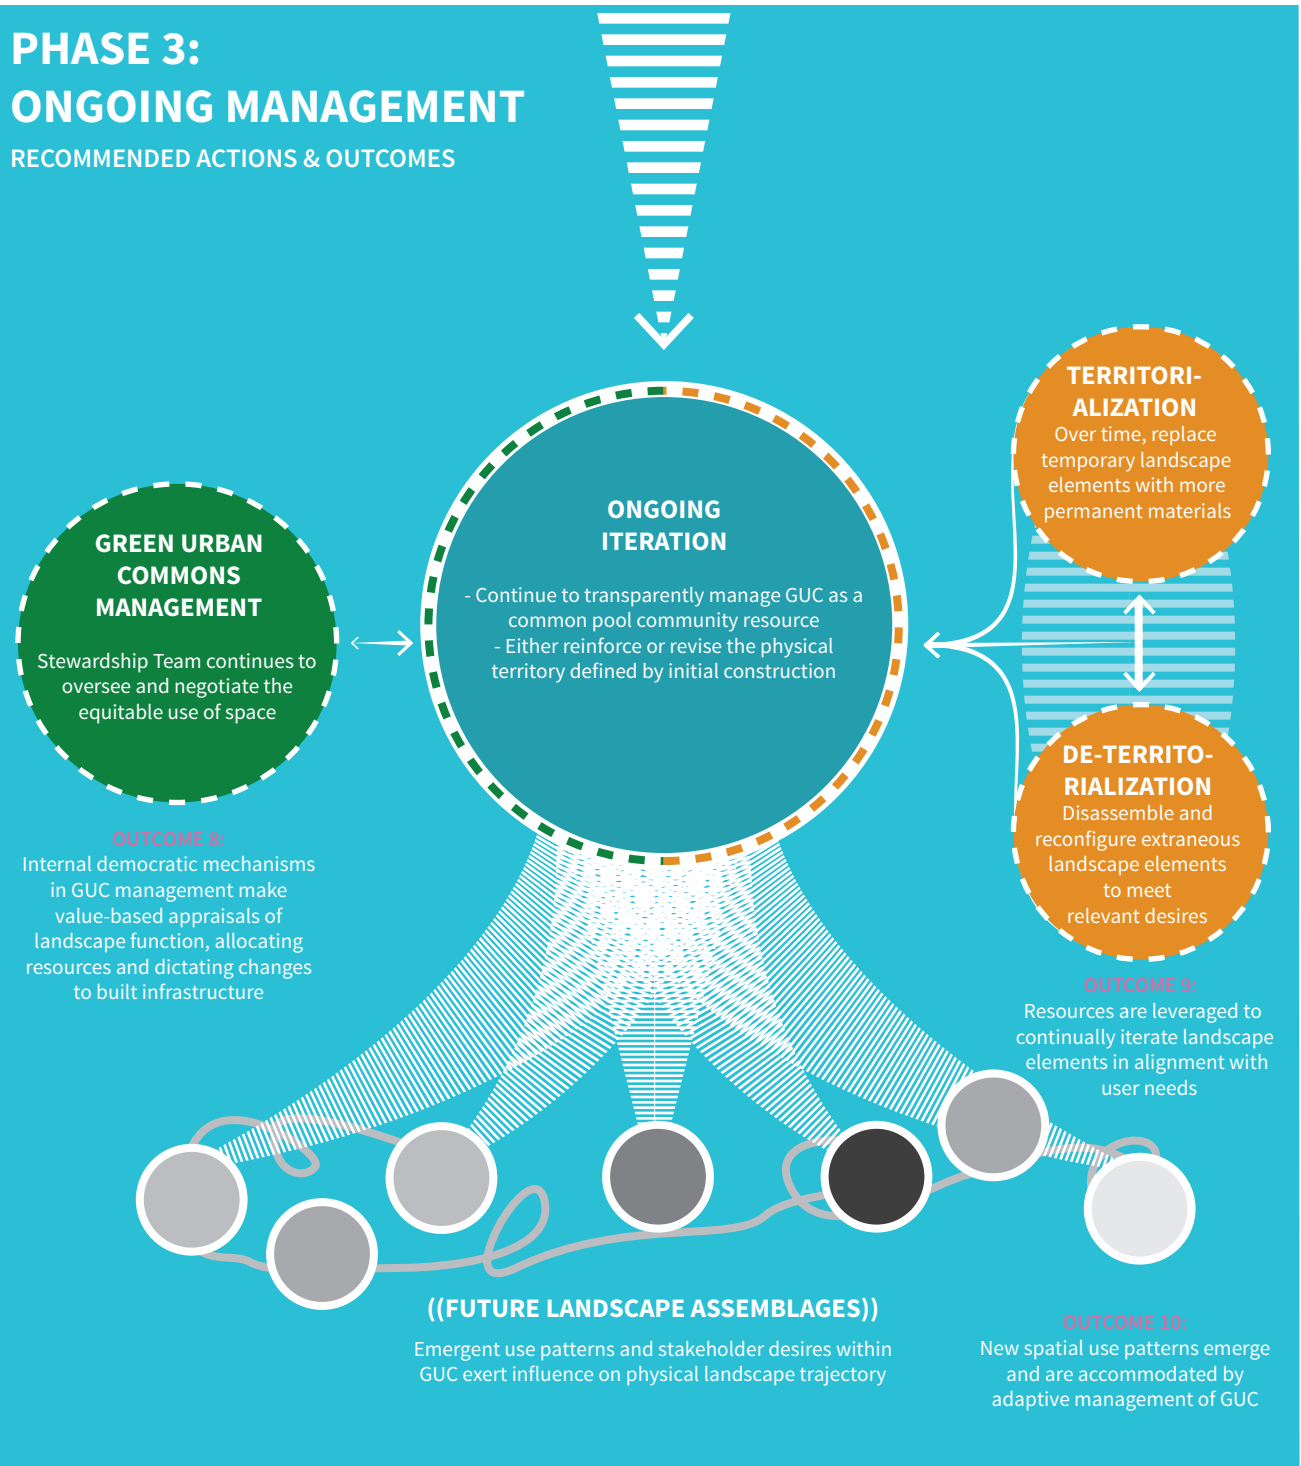 PHASE 3:
ONGOING MANAGEMENT
RECOMMENDED ACTIONS & OUTCOMES
TERRITORI-
ALIZATION
Over time, replace
temporary landscape
elements with more
permanent materials
GREEN URBAN
COMMONS
MANAGEMENT
Stewardship Team continues to
oversee and negotiate the
equitable use of space
ONGOING
ITERATION
- Continue to transparently manage GUC as a
common pool community resource
- Either reinforce or revise the physical
territory defined by initial construction
DE-TERRITO-
RIALIZATION
Disassemble and
reconfigure extraneous
landscape elements
to meet
relevant desires
OUTCOME 8:
Internal democratic mechanisms
in GUC management make
value-based appraisals of
landscape function, allocating
resources and dictating changes
to built infrastructure
OUTCOME 9:
Resources are leveraged to
continually iterate landscape
elements in alignment with
user needs
((FUTURE LANDSCAPE ASSEMBLAGES))
Emergent use patterns and stakeholder desires within
GUC exert influence on physical landscape trajectory
OUTCOME 10:
New spatial use patterns emerge
and are accommodated by
adaptive management of GUC